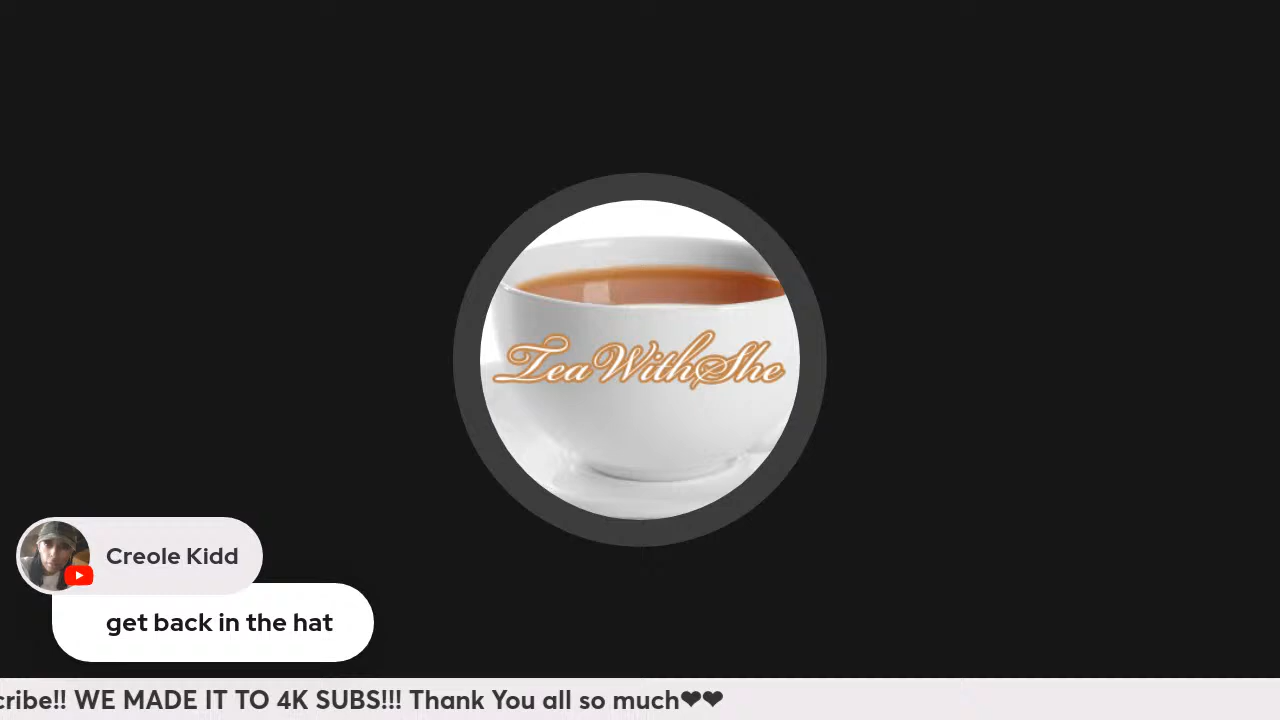 TeaWithShe
Creole Kidd
get back in the hat
cribe!! WE MADE IT TO 4K SUBS!!! Thank You all so much❤❤